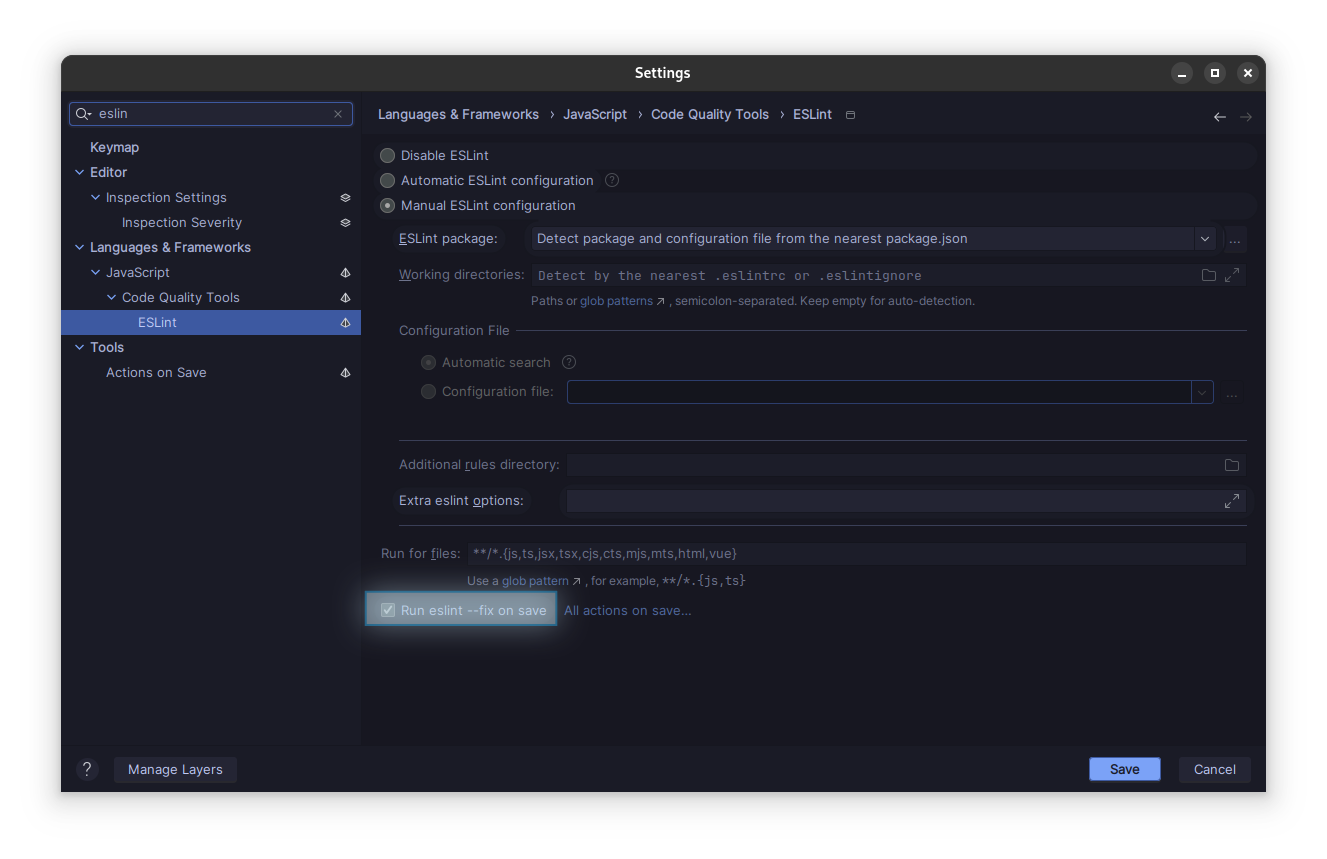 Settings
eslin
Keymap
Editor
Inspection Settings
Inspection Severity
Languages & Frameworks
JavaScript
Code Quality Tools
ESLint
Tools
Actions on Save
Languages & Frameworks › JavaScript › Code Quality Tools › ESLint
Disable ESLint
Automatic ESLint configuration ?
Manual ESLint configuration
ESLint package: Detect package and configuration file from the nearest package.json ...
Working directories: Detect by the nearest .eslintrc or .eslintignore
Paths or glob patterns ↗ , semicolon-separated. Keep empty for auto-detection.
Configuration File
Automatic search ?
Configuration file: ...
Additional rules directory:
Extra eslint options:
Run for files: **/*.{js,ts,jsx,tsx,cjs,cts,mjs,mts,html,vue}
Use a glob pattern ↗ , for example, **/*.{js,ts}
Run eslint --fix on save All actions on save...
? Manage Layers Save Cancel